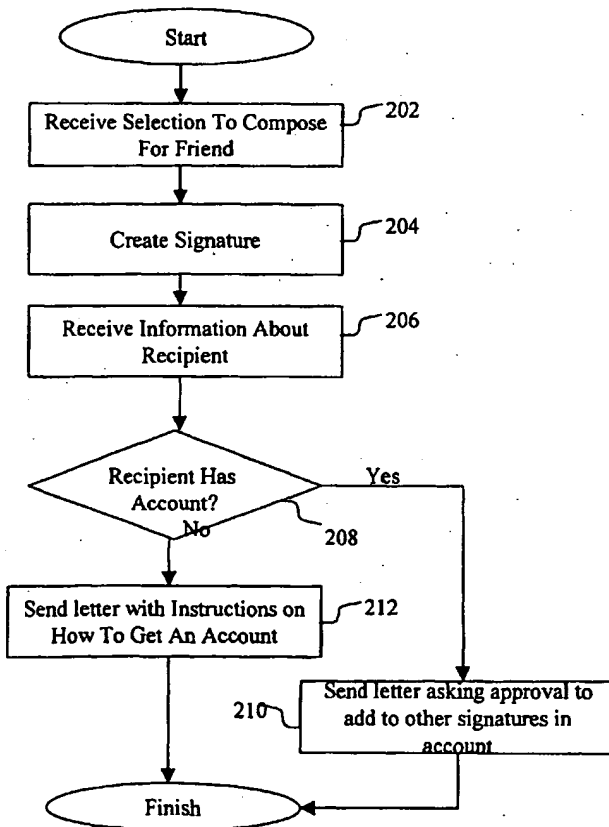 Start
Receive Selection To Compose
For Friend
202
Create Signature
204
Receive Information About
Recipient
206
Recipient Has
Account?
Yes
No
208
Send letter with Instructions on
How To Get An Account
212
Send letter asking approval to
add to other signatures in
account
210
Finish